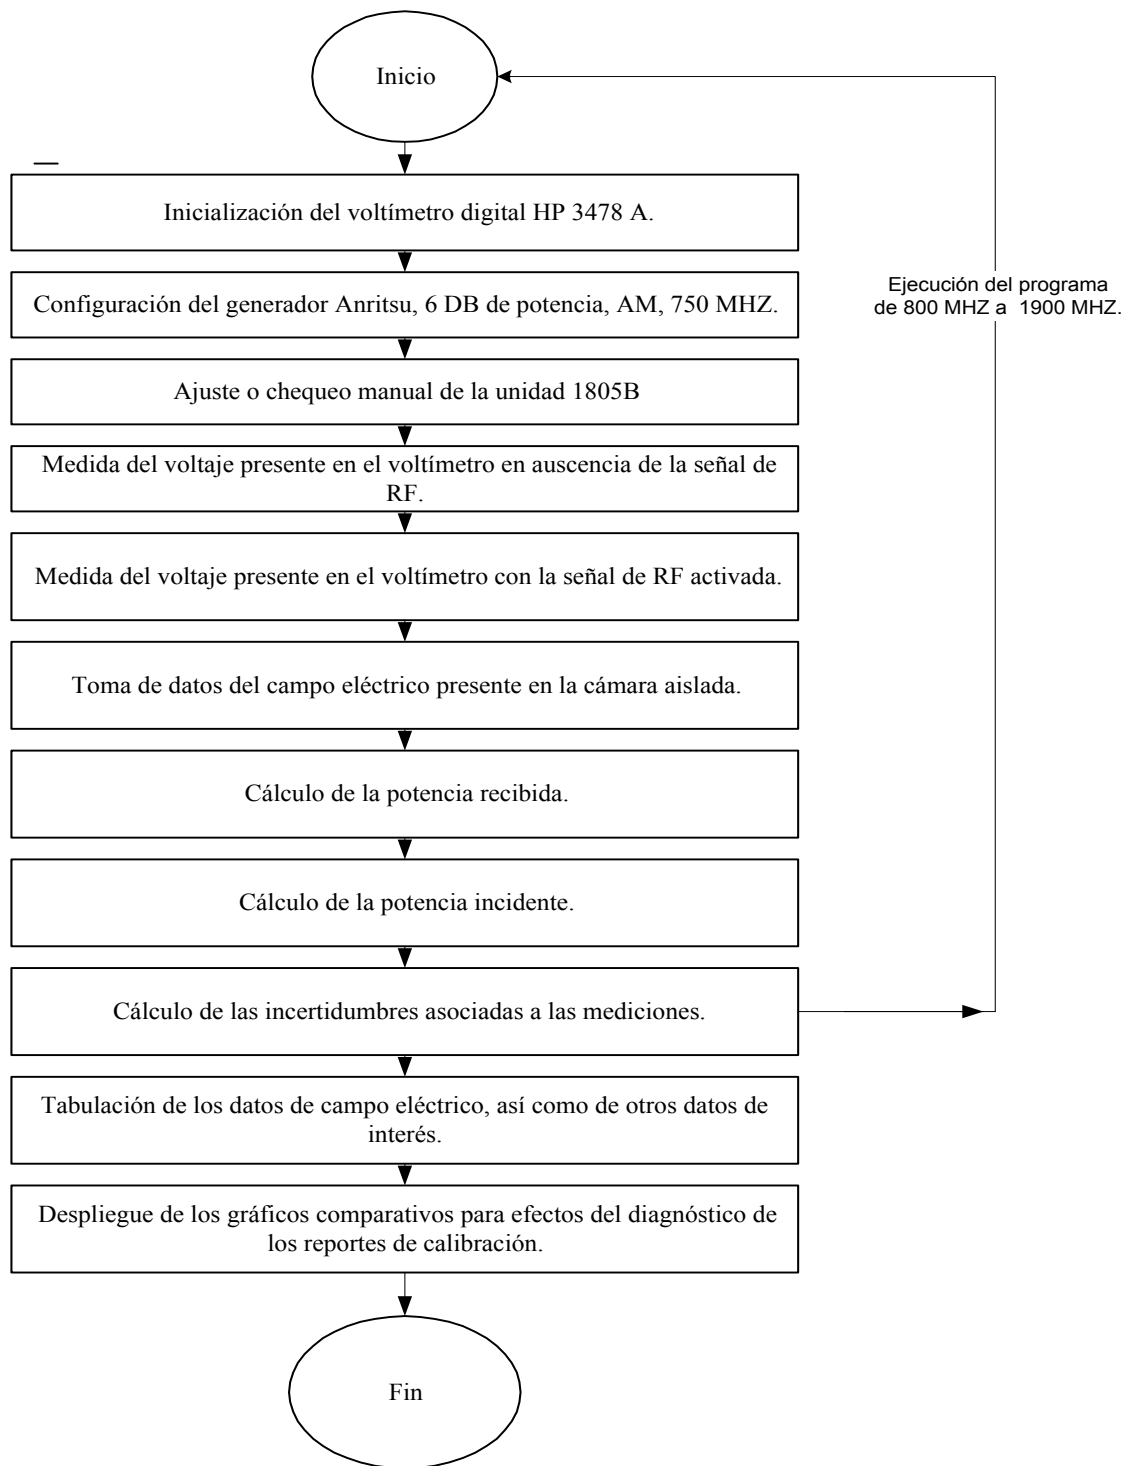 Inicio
Inicialización del voltímetro digital HP 3478 A.
Configuración del generador Anritsu, 6 DB de potencia, AM, 750 MHZ.
Ejecución del programa
de 800 MHZ a  1900 MHZ.
Ajuste o chequeo manual de la unidad 1805B
Medida del voltaje presente en el voltímetro en auscencia de la señal de
RF.
Medida del voltaje presente en el voltímetro con la señal de RF activada.
Toma de datos del campo eléctrico presente en la cámara aislada.
Cálculo de la potencia recibida.
Cálculo de la potencia incidente.
Cálculo de las incertidumbres asociadas a las mediciones.
Tabulación de los datos de campo eléctrico, así como de otros datos de
interés.
Despliegue de los gráficos comparativos para efectos del diagnóstico de
los reportes de calibración.
Fin